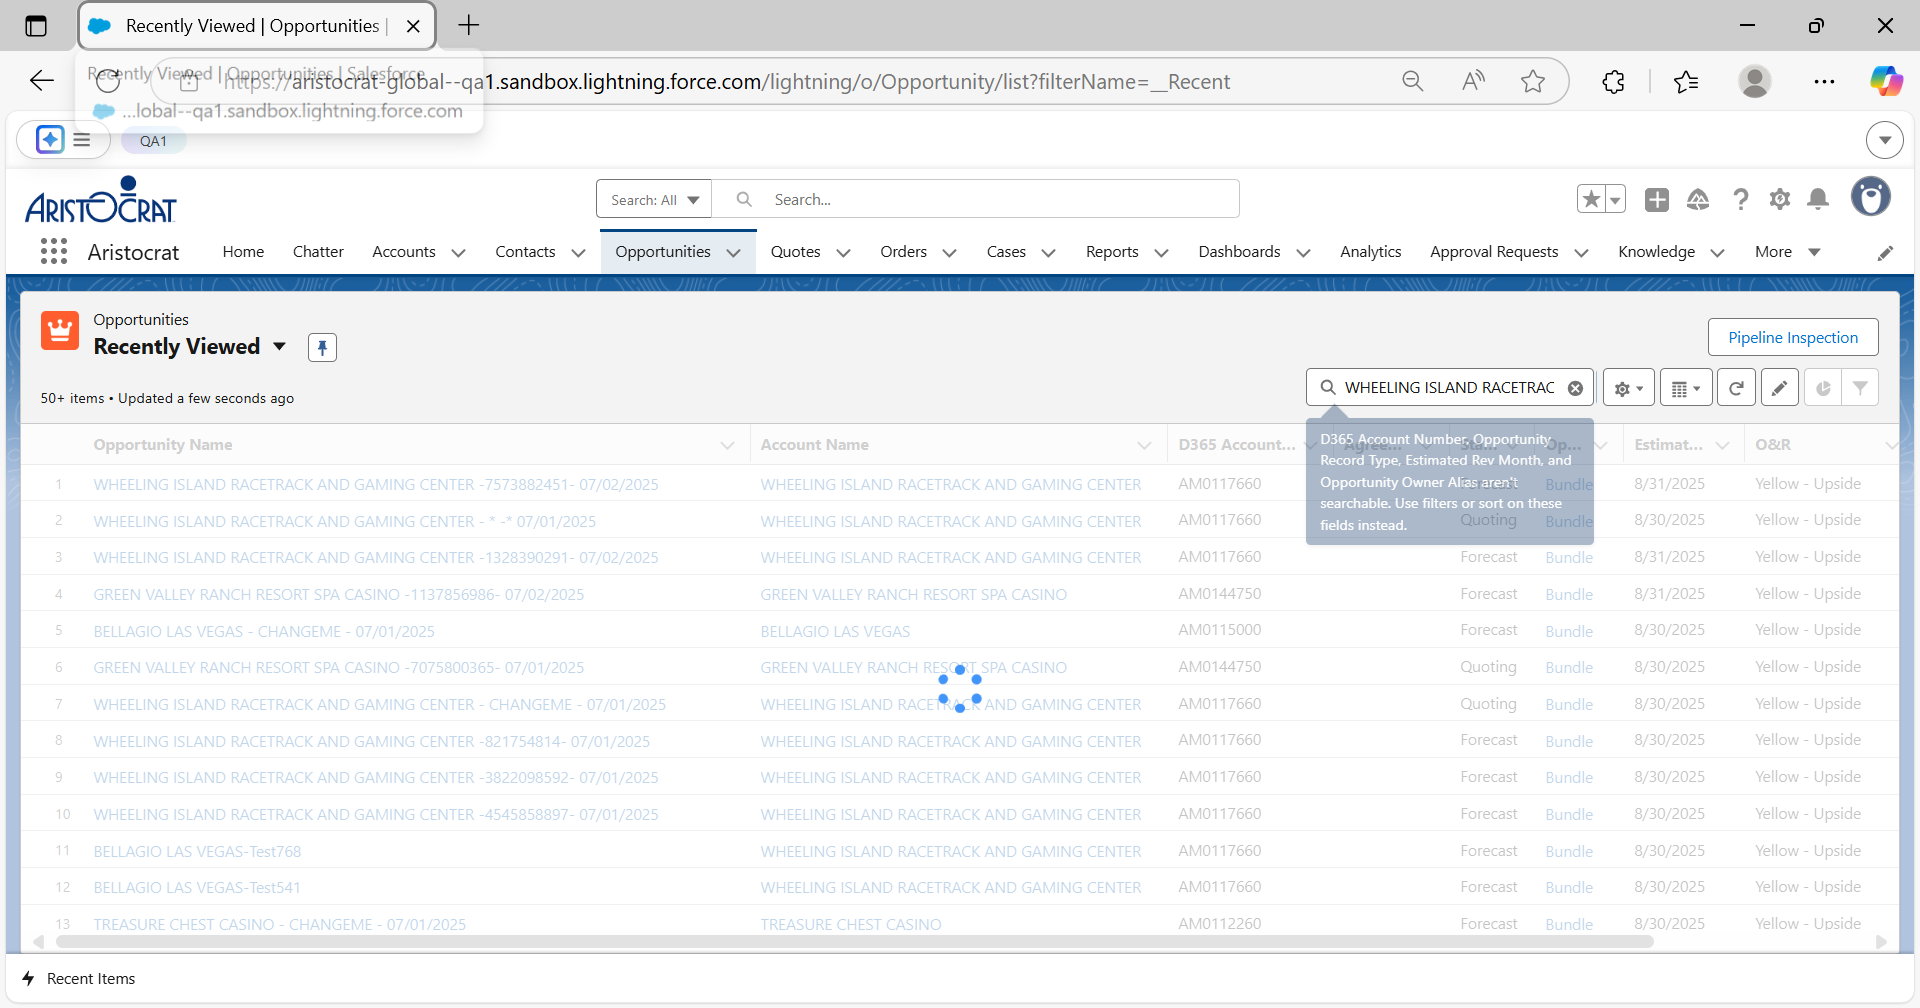 Recently Viewed | Opportunities |
Recently Viewed | Opportunities | Salesforce
https://aristocrat-global--qa1.sandbox.lightning.force.com/lightning/o/Opportunity/list?filterName=__Recent
...lobal--qa1.sandbox.lightning.force.com
QA1
ARISTOCRAT
Search: All
Search...
Aristocrat
Home Chatter Accounts Contacts Opportunities Quotes Orders Cases Reports Dashboards Analytics Approval Requests Knowledge More
Opportunities
Recently Viewed
Pipeline Inspection
50+ items • Updated a few seconds ago
WHEELING ISLAND RACETRAC
D365 Account Number, Opportunity
Record Type, Estimated Rev Month, and
Opportunity Owner Alias aren't
searchable. Use filters or sort on these
fields instead.
Opportunity Name Account Name D365 Account... Agree... Sta... Op... Estimat... O&R
1 WHEELING ISLAND RACETRACK AND GAMING CENTER -7573882451- 07/02/2025 WHEELING ISLAND RACETRACK AND GAMING CENTER AM0117660 Forecast Bundle 8/31/2025 Yellow - Upside
2 WHEELING ISLAND RACETRACK AND GAMING CENTER - * -* 07/01/2025 WHEELING ISLAND RACETRACK AND GAMING CENTER AM0117660 Quoting Bundle 8/30/2025 Yellow - Upside
3 WHEELING ISLAND RACETRACK AND GAMING CENTER -1328390291- 07/02/2025 WHEELING ISLAND RACETRACK AND GAMING CENTER AM0117660 Forecast Bundle 8/31/2025 Yellow - Upside
4 GREEN VALLEY RANCH RESORT SPA CASINO -1137856986- 07/02/2025 GREEN VALLEY RANCH RESORT SPA CASINO AM0144750 Forecast Bundle 8/31/2025 Yellow - Upside
5 BELLAGIO LAS VEGAS - CHANGEME - 07/01/2025 BELLAGIO LAS VEGAS AM0115000 Forecast Bundle 8/30/2025 Yellow - Upside
6 GREEN VALLEY RANCH RESORT SPA CASINO -7075800365- 07/01/2025 GREEN VALLEY RANCH RESORT SPA CASINO AM0144750 Quoting Bundle 8/30/2025 Yellow - Upside
7 WHEELING ISLAND RACETRACK AND GAMING CENTER - CHANGEME - 07/01/2025 WHEELING ISLAND RACETRACK AND GAMING CENTER AM0117660 Quoting Bundle 8/30/2025 Yellow - Upside
8 WHEELING ISLAND RACETRACK AND GAMING CENTER -821754814- 07/01/2025 WHEELING ISLAND RACETRACK AND GAMING CENTER AM0117660 Forecast Bundle 8/30/2025 Yellow - Upside
9 WHEELING ISLAND RACETRACK AND GAMING CENTER -3822098592- 07/01/2025 WHEELING ISLAND RACETRACK AND GAMING CENTER AM0117660 Forecast Bundle 8/30/2025 Yellow - Upside
10 WHEELING ISLAND RACETRACK AND GAMING CENTER -4545858897- 07/01/2025 WHEELING ISLAND RACETRACK AND GAMING CENTER AM0117660 Forecast Bundle 8/30/2025 Yellow - Upside
11 BELLAGIO LAS VEGAS-Test768 WHEELING ISLAND RACETRACK AND GAMING CENTER AM0117660 Forecast Bundle 8/30/2025 Yellow - Upside
12 BELLAGIO LAS VEGAS-Test541 WHEELING ISLAND RACETRACK AND GAMING CENTER AM0117660 Forecast Bundle 8/30/2025 Yellow - Upside
13 TREASURE CHEST CASINO - CHANGEME - 07/01/2025 TREASURE CHEST CASINO AM0112260 Forecast Bundle 8/30/2025 Yellow - Upside
Recent Items